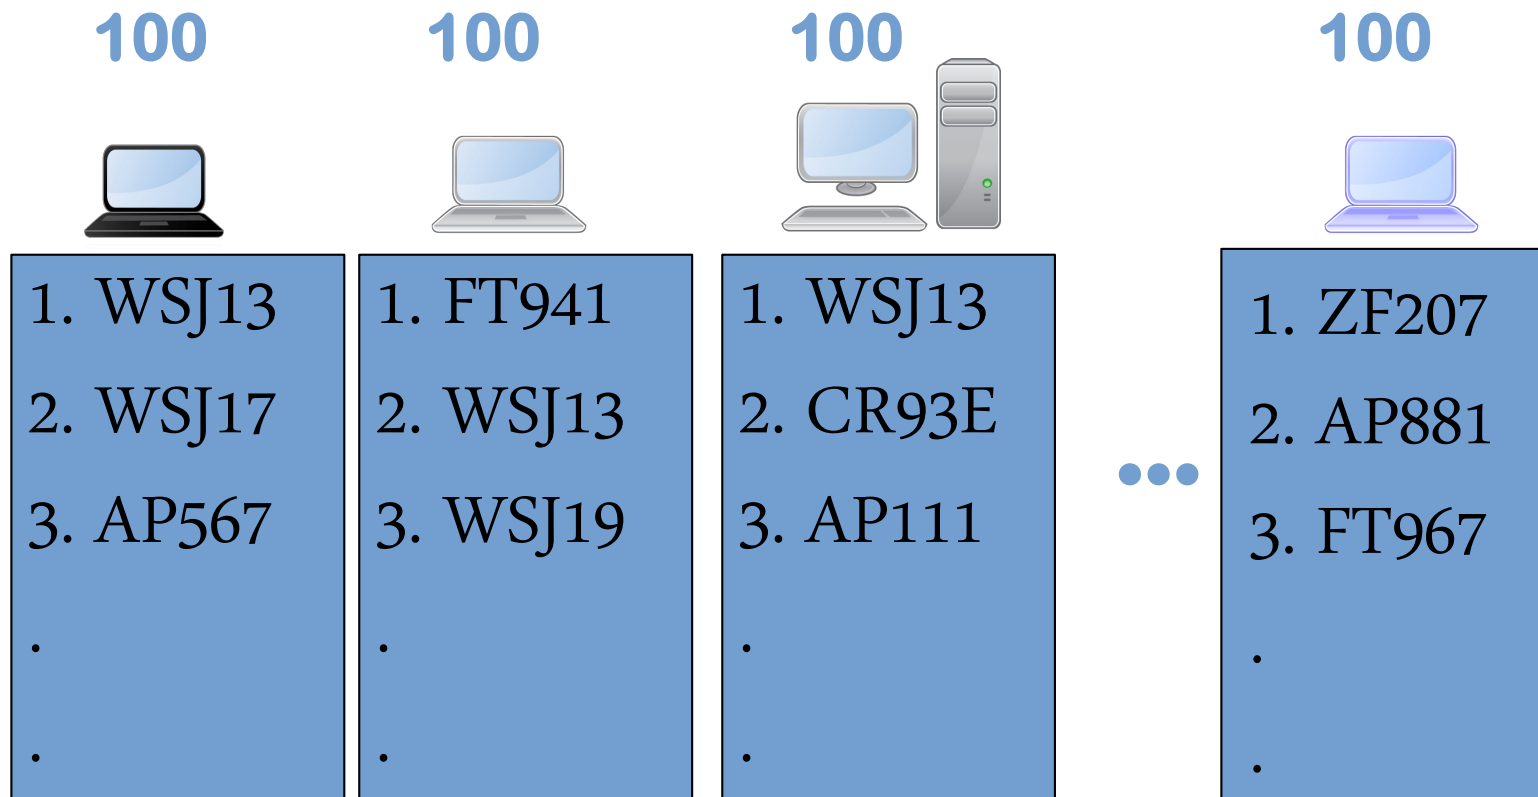 100
100
100
100
1. WSJ13
2. WSJ17
3. AP567
.
.
1. FT941
2. WSJ13
3. WSJ19
.
.
1. WSJ13
2. CR93E
3. AP111
.
.
...
1. ZF207
2. AP881
3. FT967
.
.